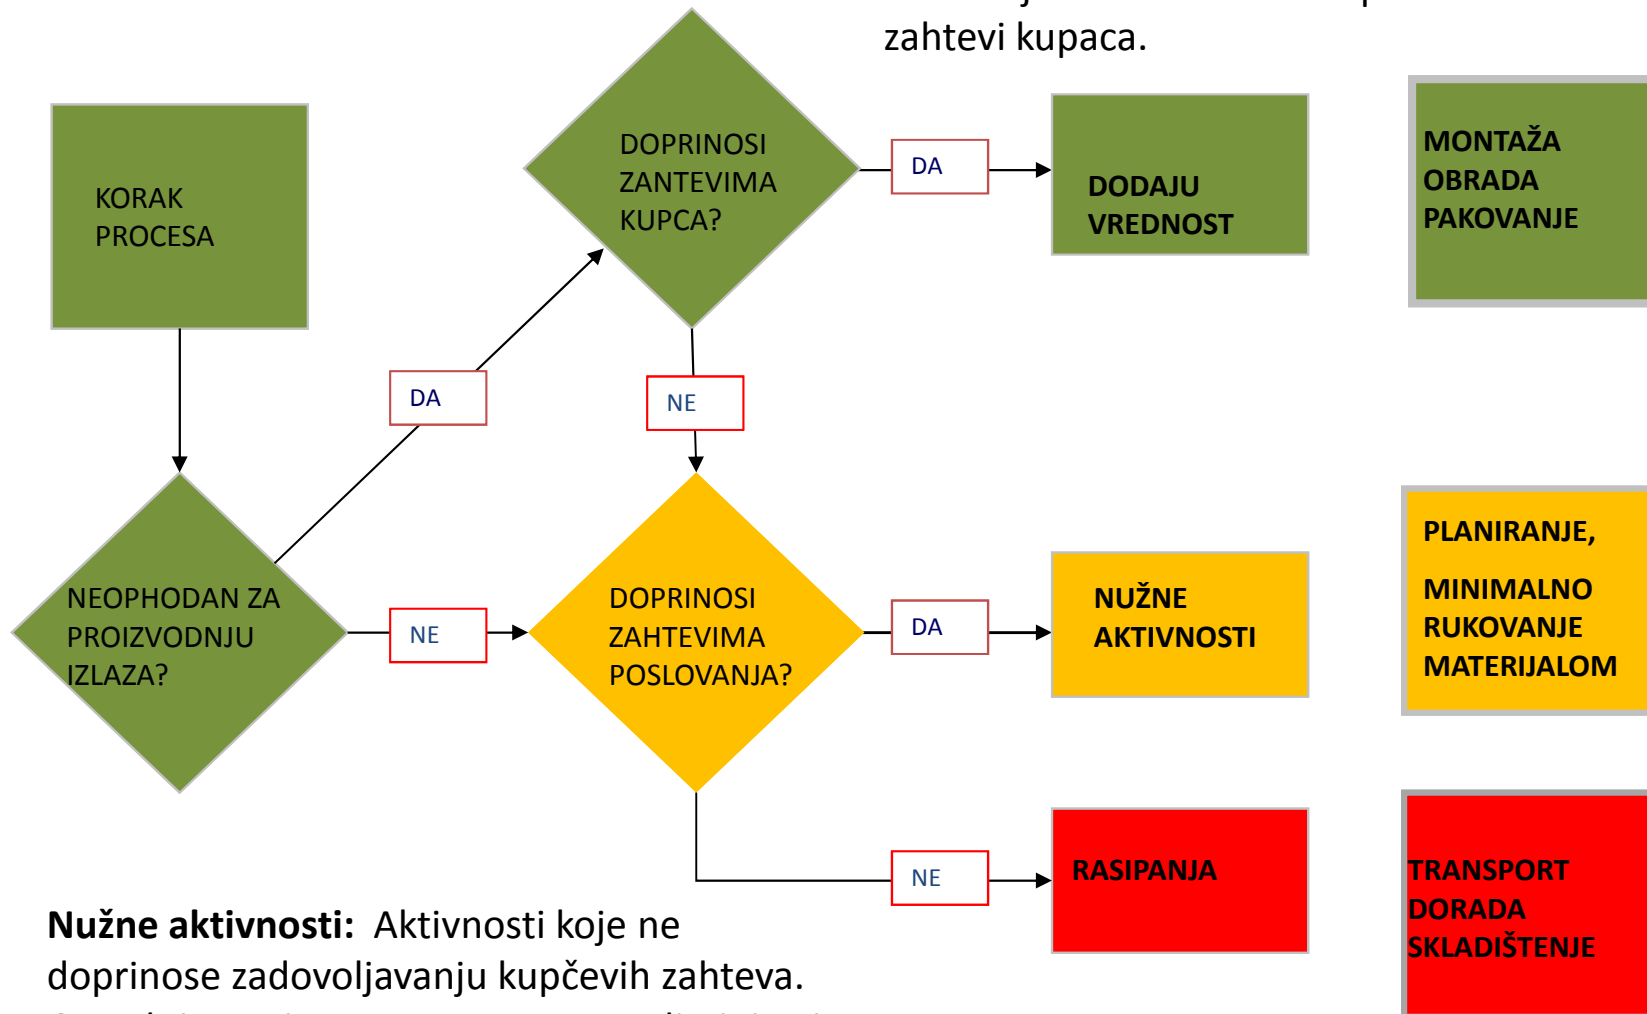 zahtevi kupaca.
KORAK
PROCESA
DOPRINOSI
ZANTEVIMA
KUPCA?
DA
DODAJU
VREDNOST
MONTAŽA
OBRADA
PAKOVANJE
DA
NE
NEOPHODAN ZA
PROIZVODNJU
IZLAZA?
NE
DOPRINOSI
ZAHTEVIMA
POSLOVANJA?
DA
NUŽNE
AKTIVNOSTI
PLANIRANJE,
MINIMALNO
RUKOVANJE
MATERIJALOM
NE
RASIPANJA
TRANSPORT
DORADA
SKLADIŠTENJE
Nužne aktivnosti: Aktivnosti koje ne
doprinose zadovoljavanju kupčevih zahteva.